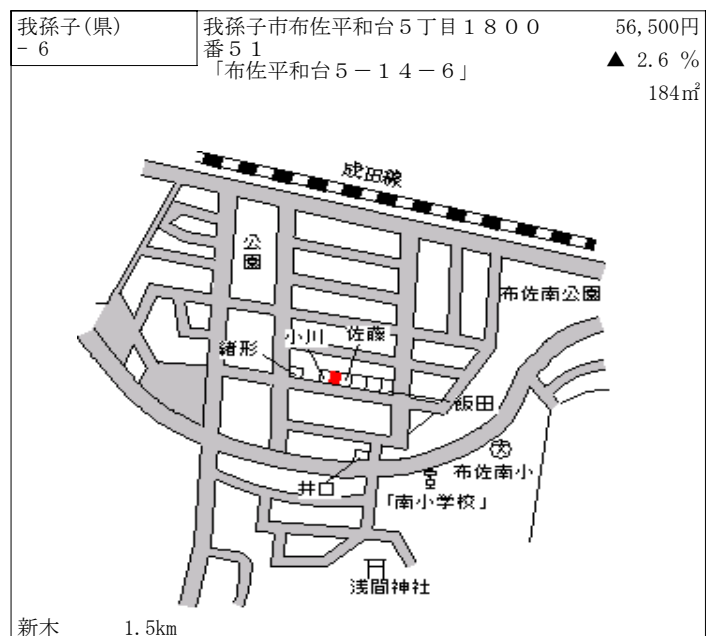 我孫子(県)
- 6
我孫子市布佐平和台５丁目１８００
番５１
「布佐平和台５－１４－６」
56,500円
▲ 2.6 %
184㎡
成田線
公園
布佐南公園
小川
佐藤
緒形
飯田
布佐南小
井口
「南小学校」
浅間神社
新木 1.5km